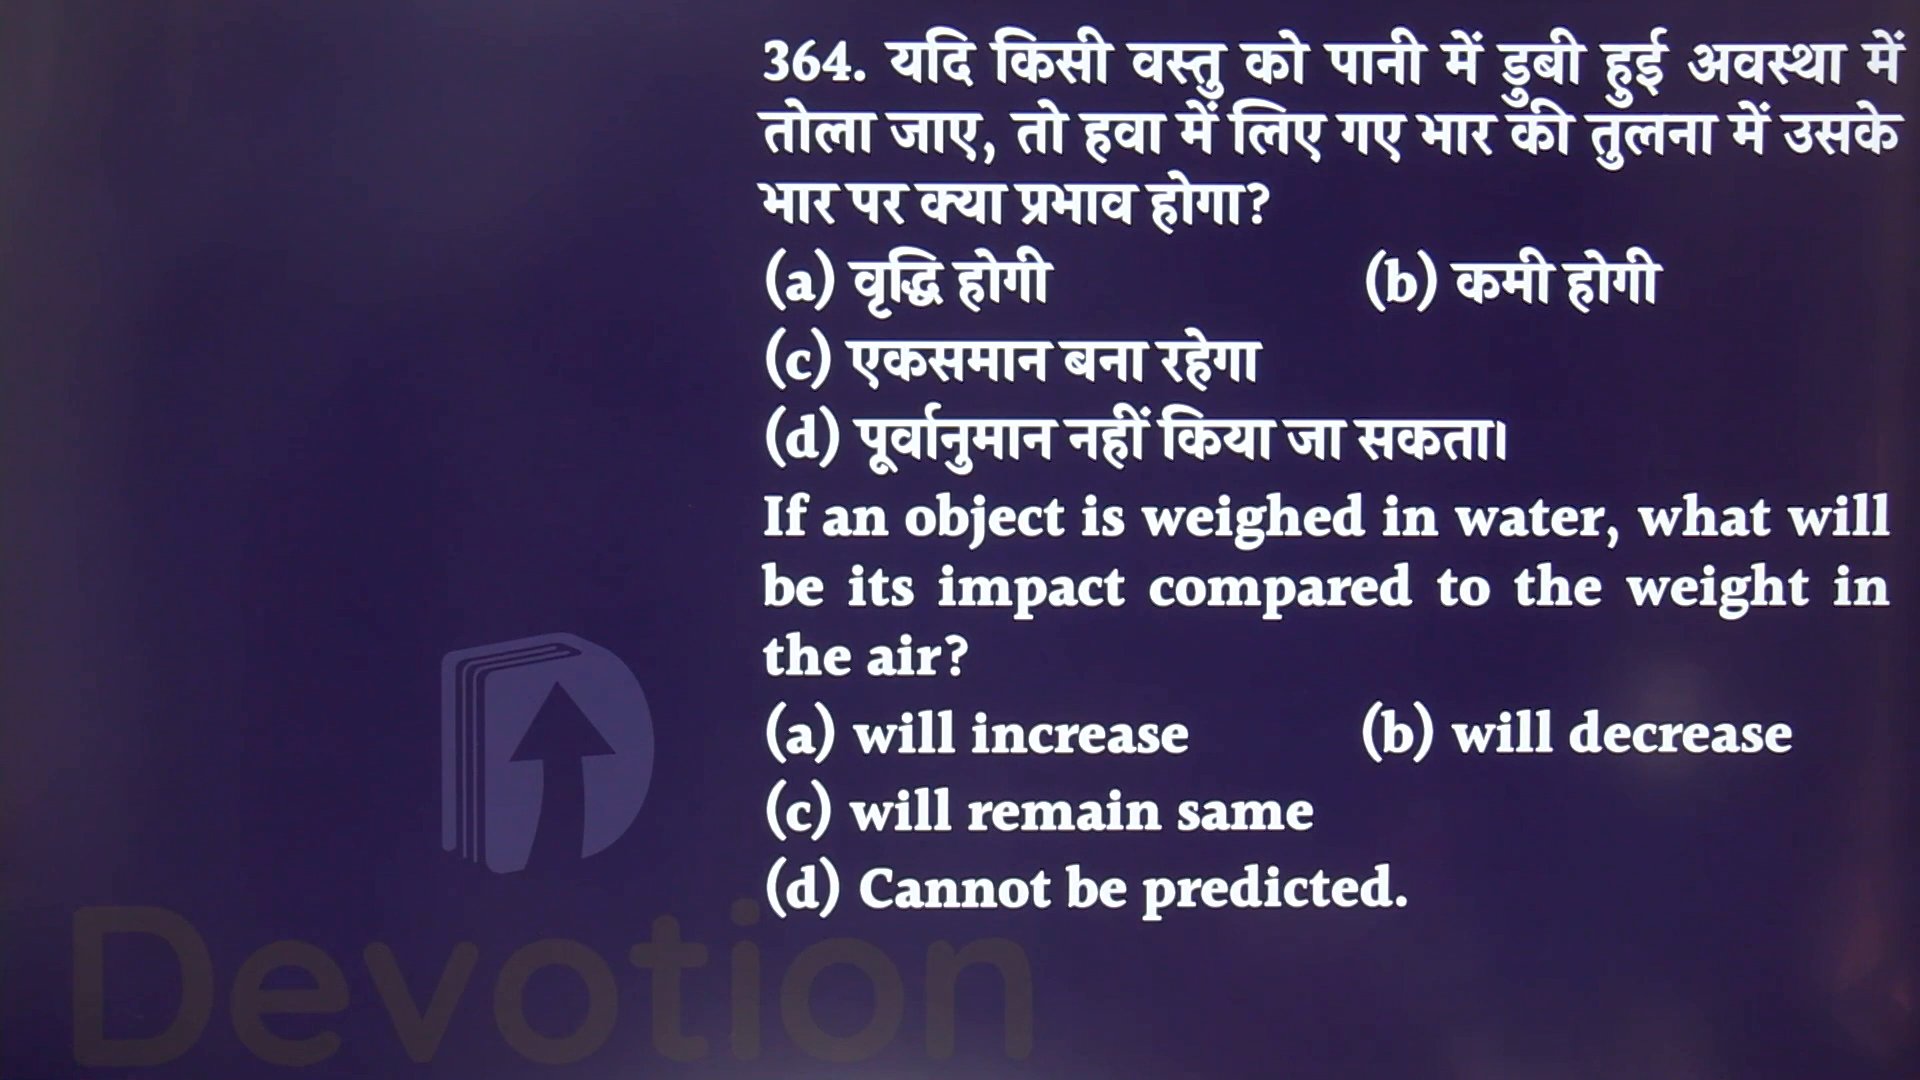 364. यदि किसी वस्तु को पानी में डुबी हुई अवस्था में
तोला जाए, तो हवा में लिए गए भार की तुलना में उसके
भार पर क्या प्रभाव होगा?
(a) वृद्धि होगी (b) कमी होगी
(c) एकसमान बना रहेगा
(d) पूर्वानुमान नहीं किया जा सकता।
If an object is weighed in water, what will
be its impact compared to the weight in
the air?
(a) will increase (b) will decrease
(c) will remain same
(d) Cannot be predicted.
Devotion